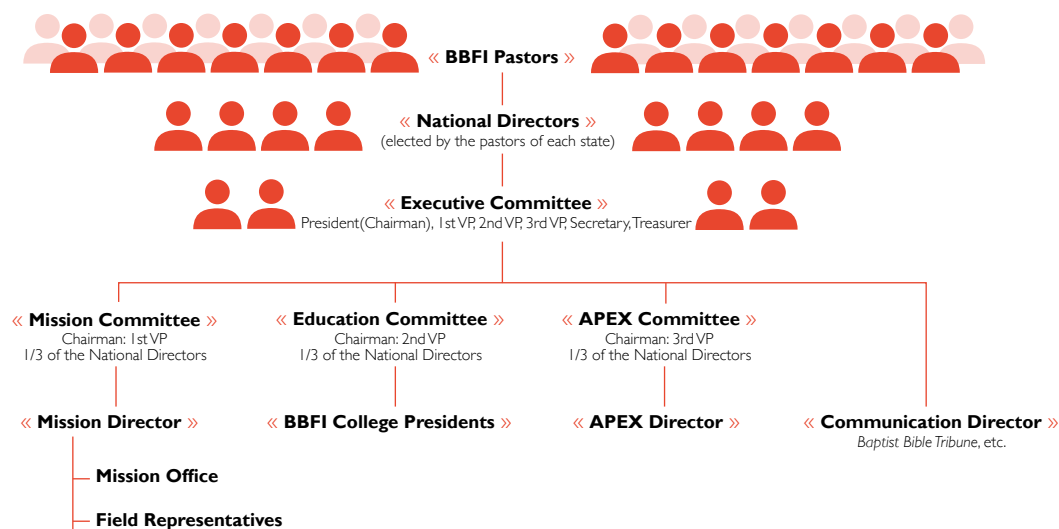 « BBFI Pastors »
« National Directors »
(elected by the pastors of each state)
« Executive Committee »
President(Chairman), 1st VP, 2nd VP, 3rd VP, Secretary, Treasurer
« Mission Committee »
Chairman: 1st VP
1/3 of the National Directors
« Education Committee »
Chairman: 2nd VP
1/3 of the National Directors
« APEX Committee »
Chairman: 3rd VP
1/3 of the National Directors
« Mission Director »
« BBFI College Presidents »
« APEX Director »
« Communication Director »
Baptist Bible Tribune, etc.
Mission Office
Field Representatives